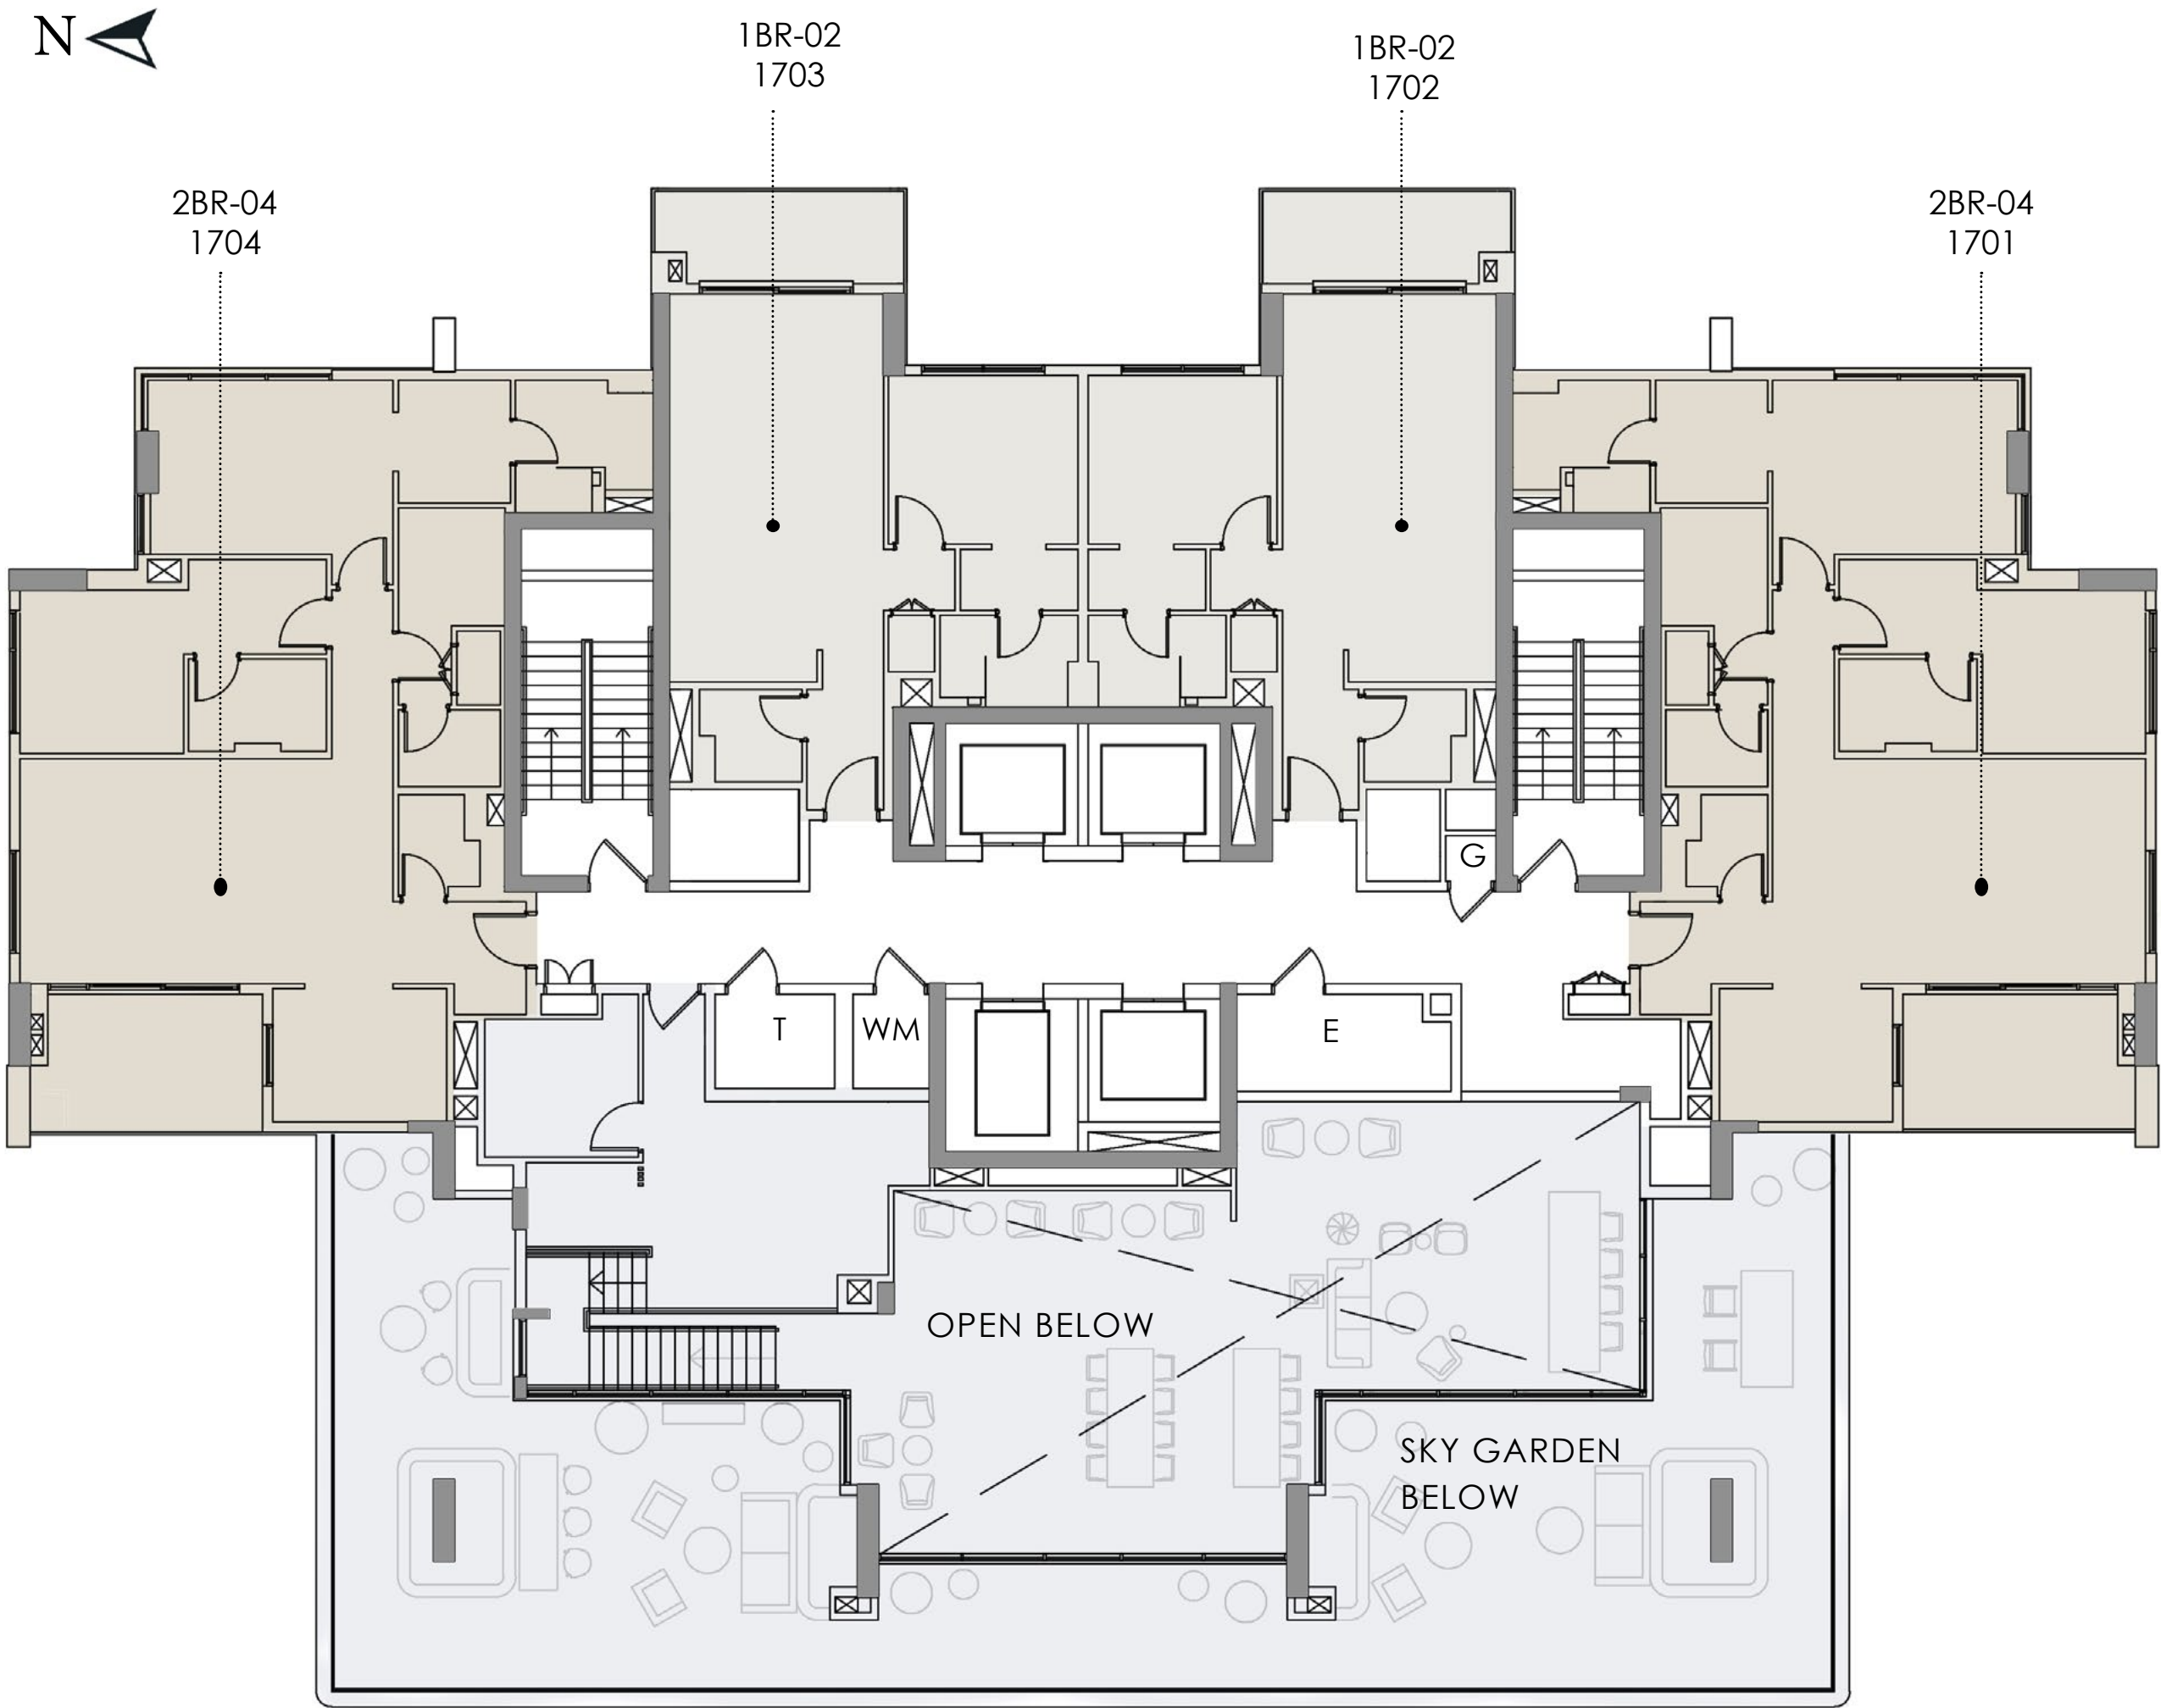 N
1BR-02
1703
1BR-02
1702
2BR-04
1704
2BR-04
1701
G
T
WM
E
OPEN BELOW
SKY GARDEN
BELOW